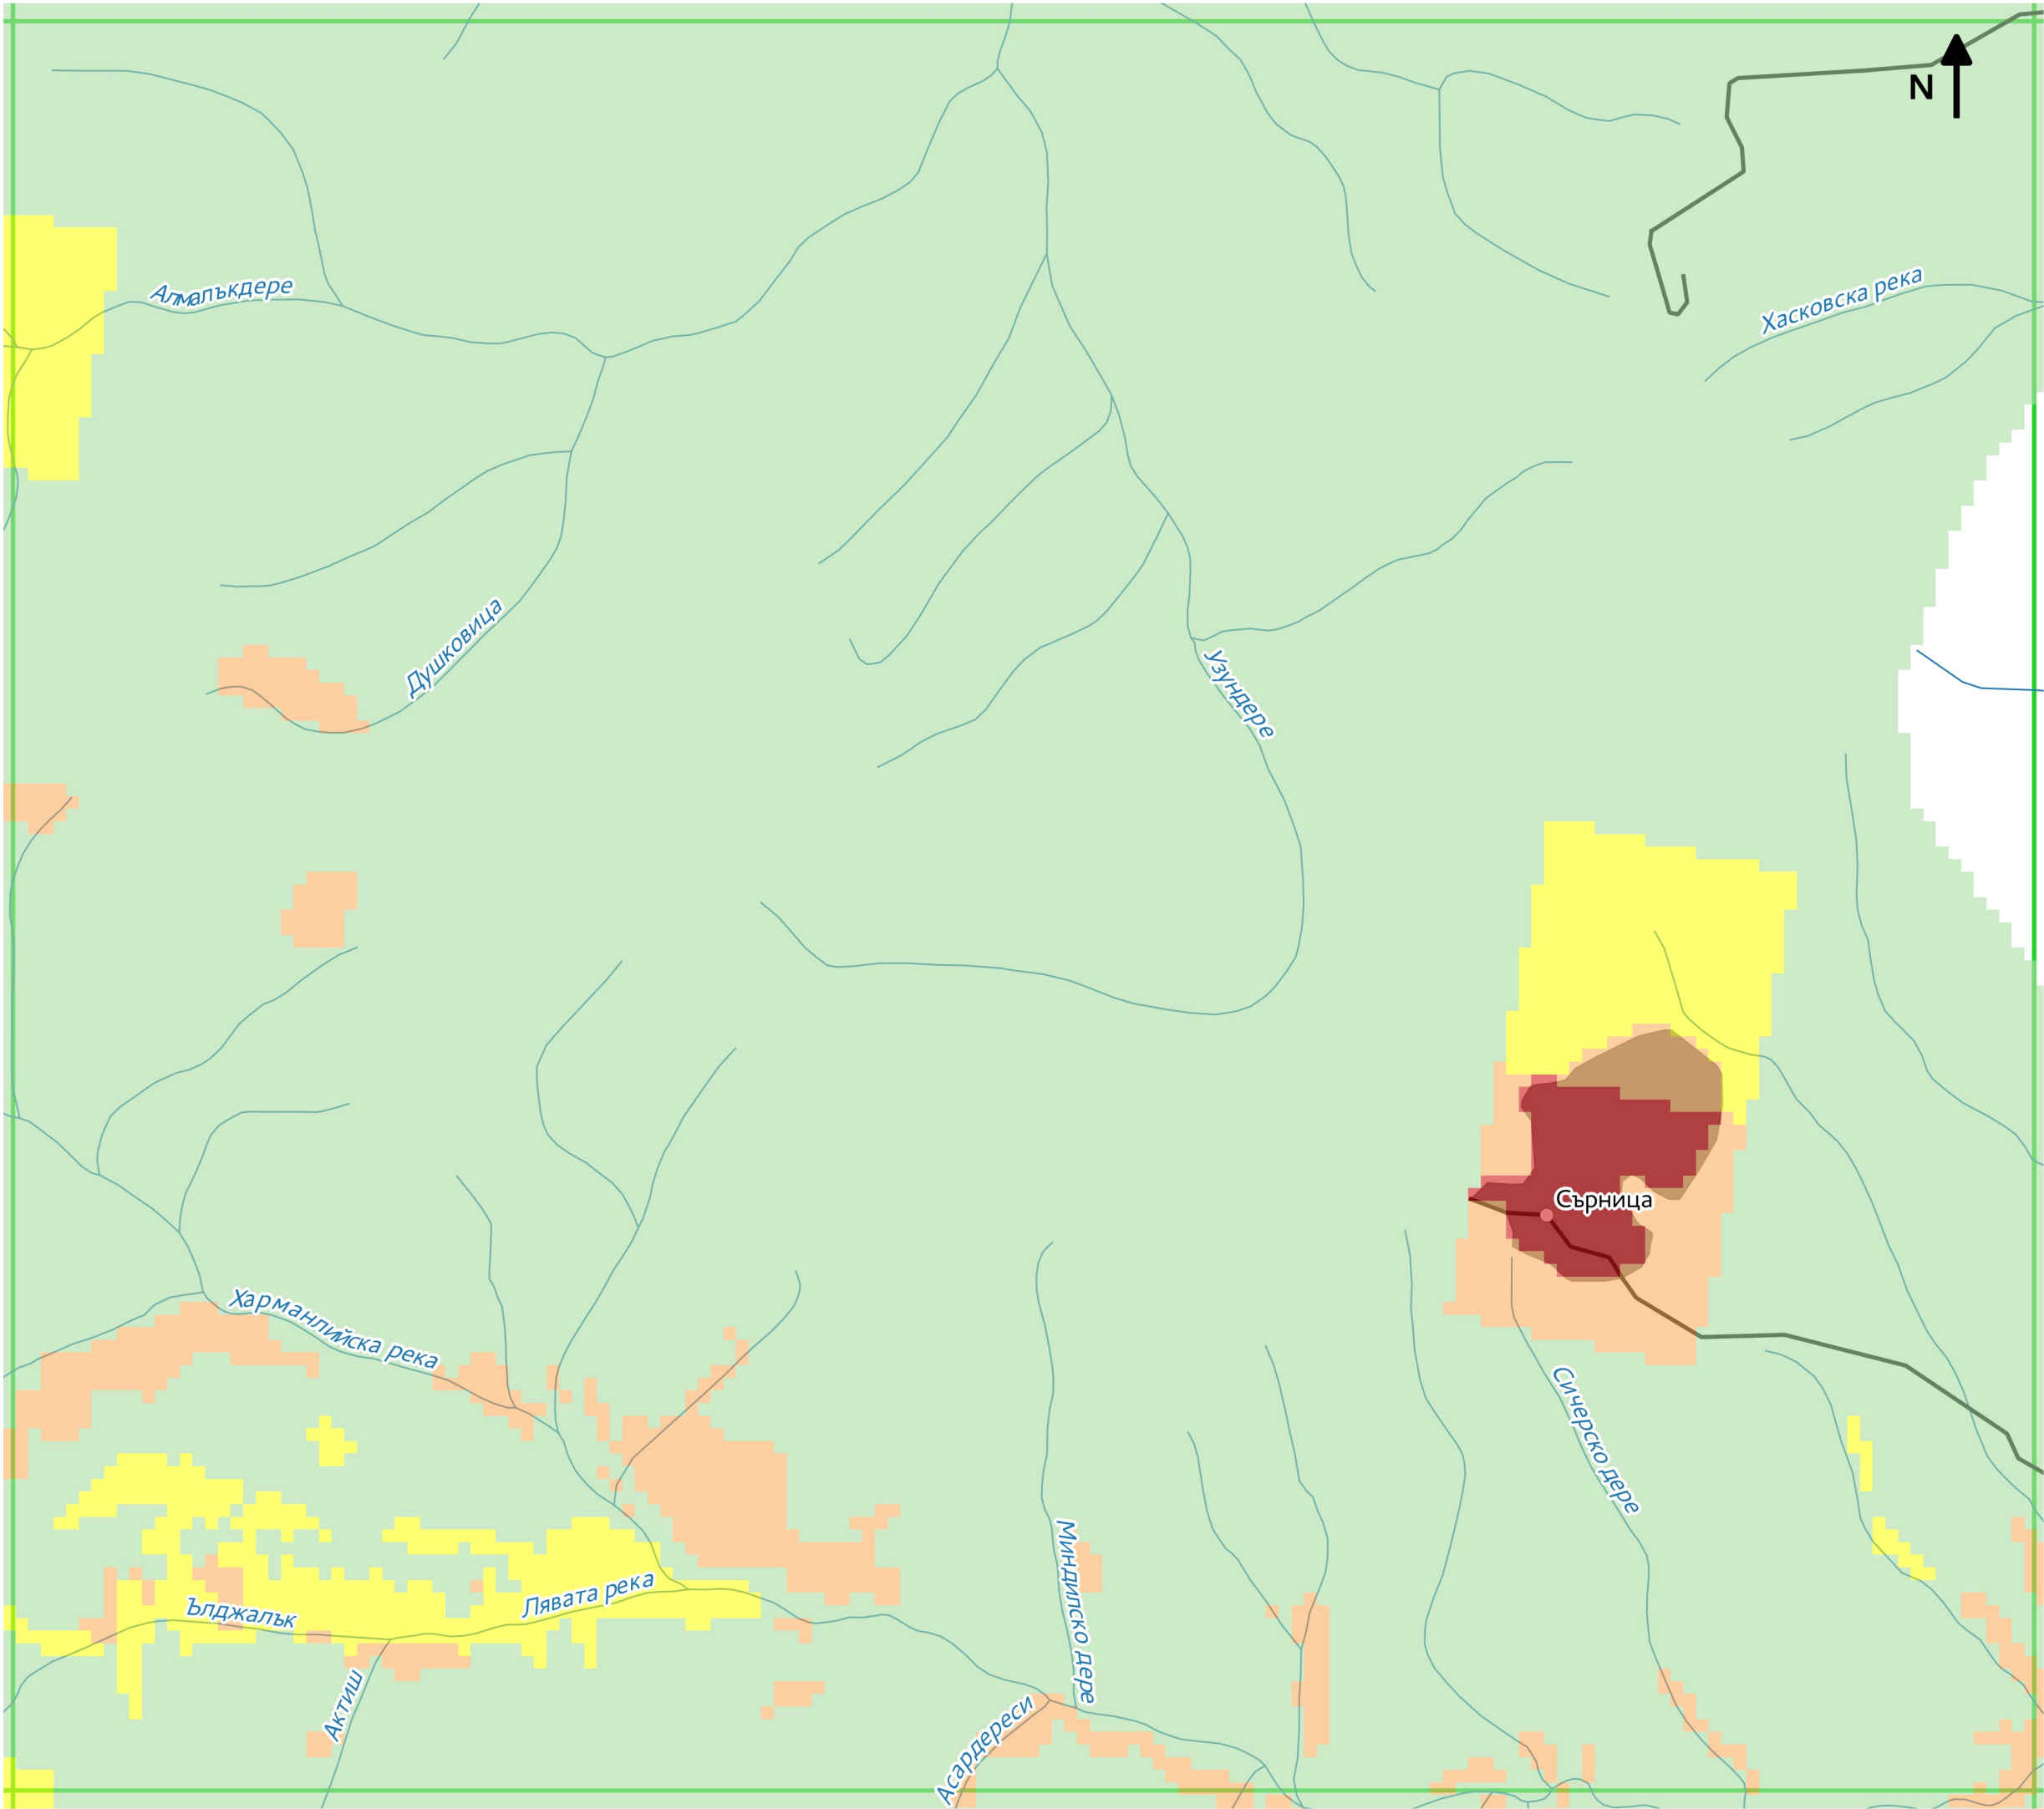 N
Алмалъкдере
Хасковска река
Душковица
Узундере
Сърница
Харманлийска река
Сичерско дере
Миндилско дере
Лявата река
Ълджалък
Актиш
Асардереси